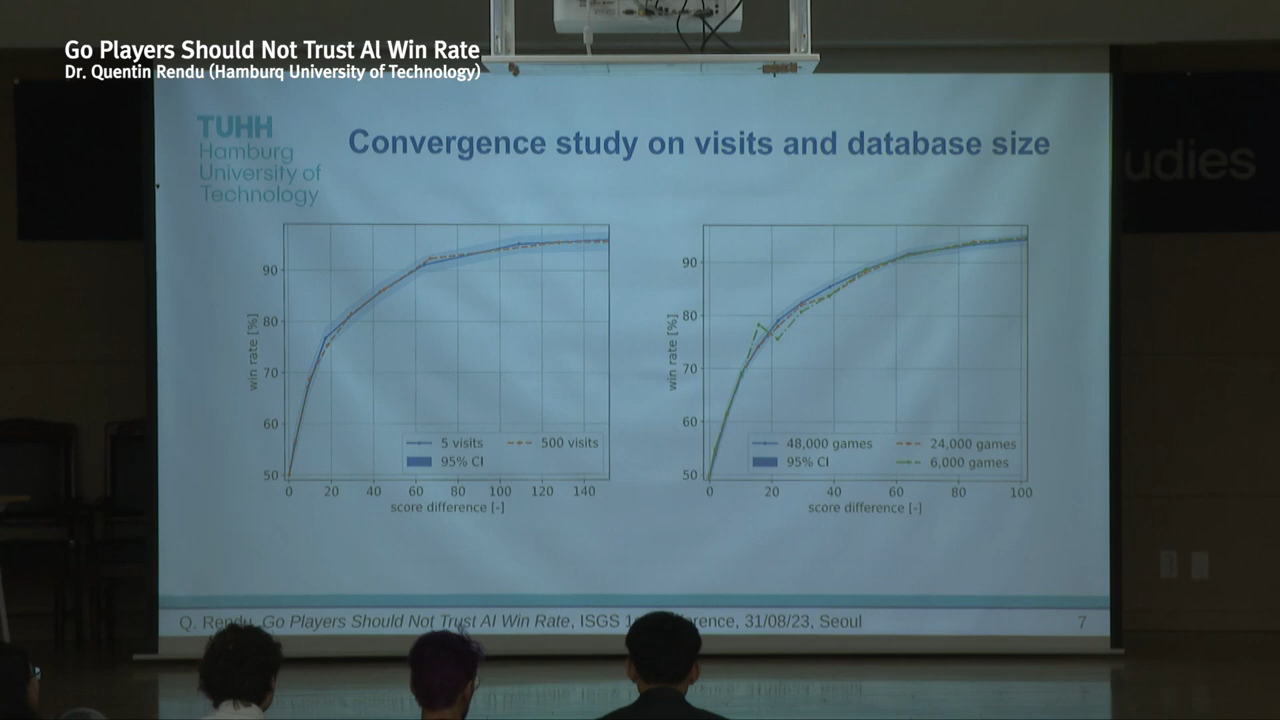 Go Players Should Not Trust AI Win Rate
Dr. Quentin Rendu (Hamburg University of Technology)
TUHH
Hamburg
University of
Technology
Convergence study on visits and database size
udies
90
80
70
60
50
win rate [%]
5 visits
500 visits
95% CI
0 20 40 60 80 100 120 140
score difference [-]
90
80
70
60
50
win rate [%]
48,000 games
24,000 games
95% CI
6,000 games
0 20 40 60 80 100
score difference [-]
Q. Rendu, Go Players Should Not Trust AI Win Rate, ISGS, 31/08/23, Seoul
7